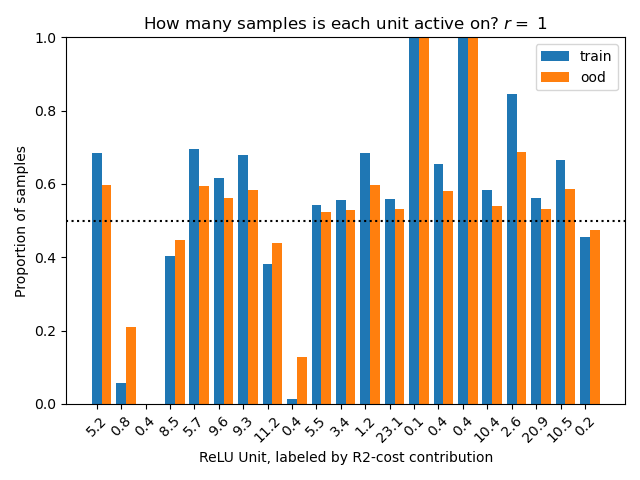 How many samples is each unit active on? r = 1
Proportion of samples
1.0
0.8
0.6
0.4
0.2
0.0
train
ood
5.2 0.8 0.4 8.5 5.7 9.6 9.3 11.2 0.4 5.5 3.4 1.2 23.1 0.1 0.4 0.4 10.4 2.6 20.9 10.5 0.2
ReLU Unit, labeled by R2-cost contribution